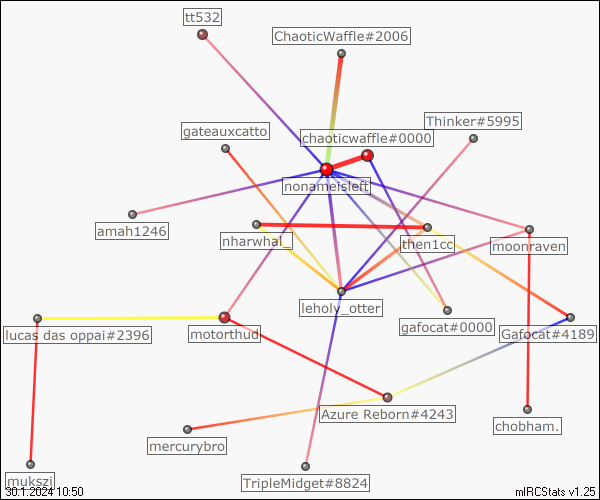 tt532
ChaoticWaffle#2006
Thinker#5995
gateauxcatto
chaoticwaffle#0000
nonameisleft
amah1246
nharwhal_
then1cc
moonraven
leholy_otter
gafocat#0000
Gafocat#4189
lucas das oppai#2396
motorthud
Azure Reborn#4243
chobham.
mercurybro
mukszi
TripleMidget#8824
30.1.2024 10:50
mIRCStats v1.25